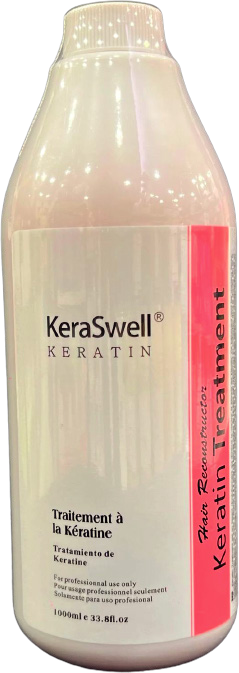 KeraSwell®
KERATIN
Traitement à
la Kératine
Tratamiento de
Keratine
For professionnal use only
Pour usage professionnel seulement
Solamente para uso profesional
1000ml e 33.8fl.oz
Hair Reconstructor
Keratin Treatment